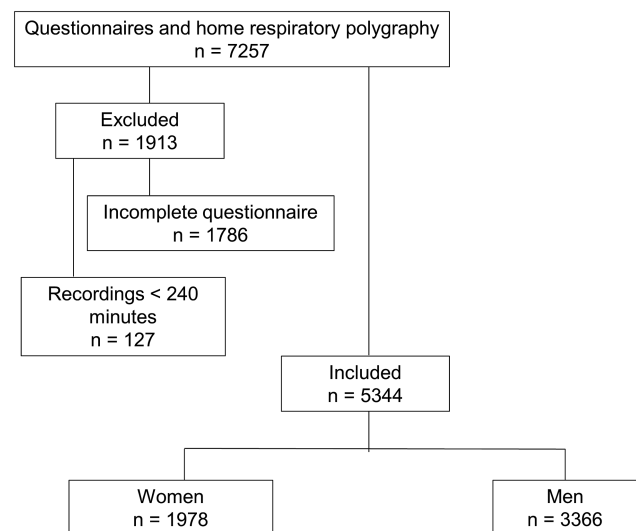 Questionnaires and home respiratory polygraphy
n = 7257
Excluded
n = 1913
Incomplete questionnaire
n = 1786
Recordings < 240
minutes
n = 127
Included
n = 5344
Women
n = 1978
Men
n = 3366